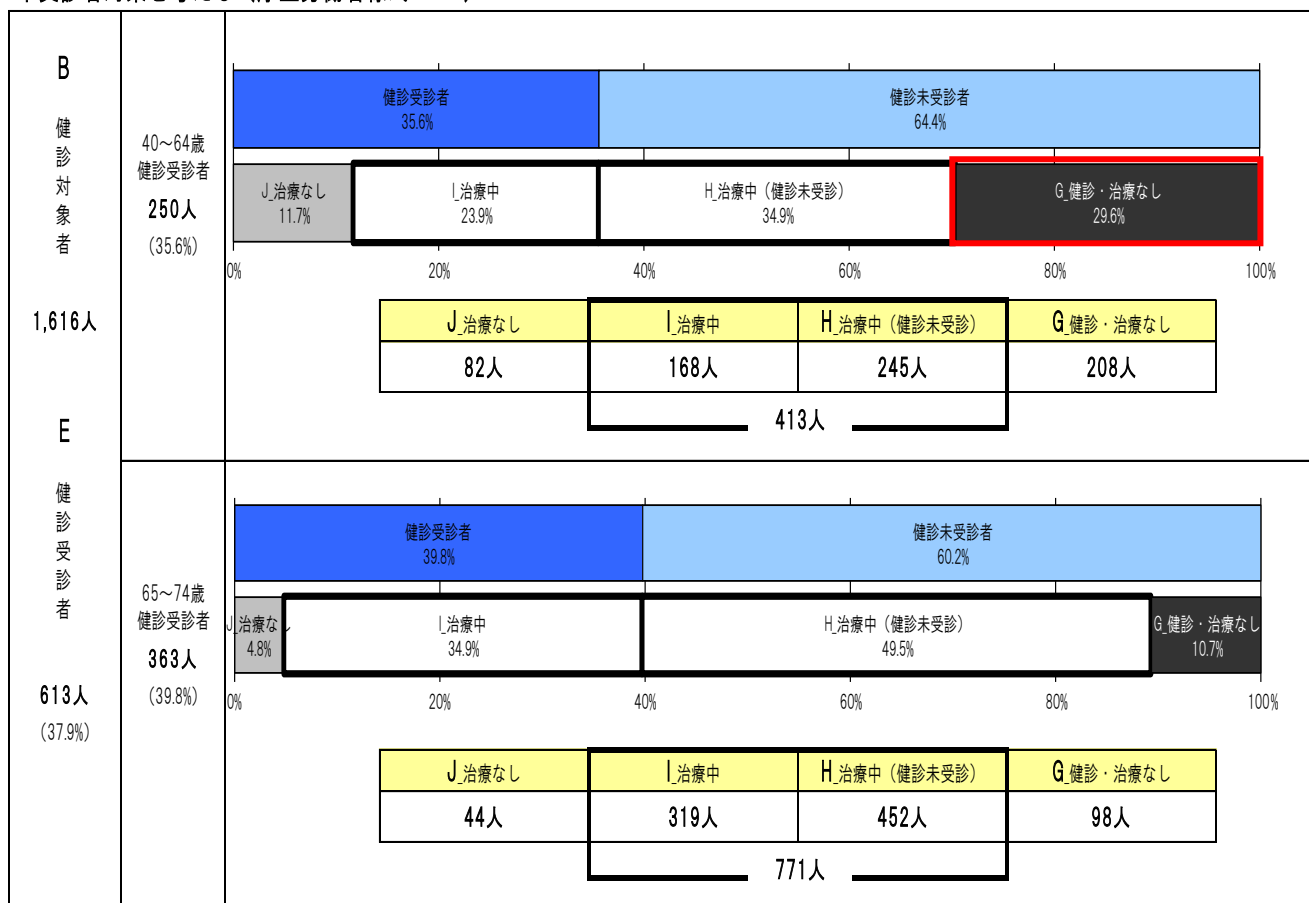 B
健診対象者
1,616人
E
健診受診者
613人
(37.9%)
40～64歳
健診受診者
250人
(35.6%)
健診受診者
35.6%
健診未受診者
64.4%
J_治療なし
11.7%
I_治療中
23.9%
H_治療中（健診未受診）
34.9%
G_健診・治療なし
29.6%
0% 20% 40% 60% 80% 100%
J_治療なし I_治療中 H_治療中（健診未受診） G_健診・治療なし
82人 168人 245人 208人
413人
65～74歳
健診受診者
363人
(39.8%)
健診受診者
39.8%
健診未受診者
60.2%
J_治療なし
4.8%
I_治療中
34.9%
H_治療中（健診未受診）
49.5%
G_健診・治療なし
10.7%
0% 20% 40% 60% 80% 100%
J_治療なし I_治療中 H_治療中（健診未受診） G_健診・治療なし
44人 319人 452人 98人
771人